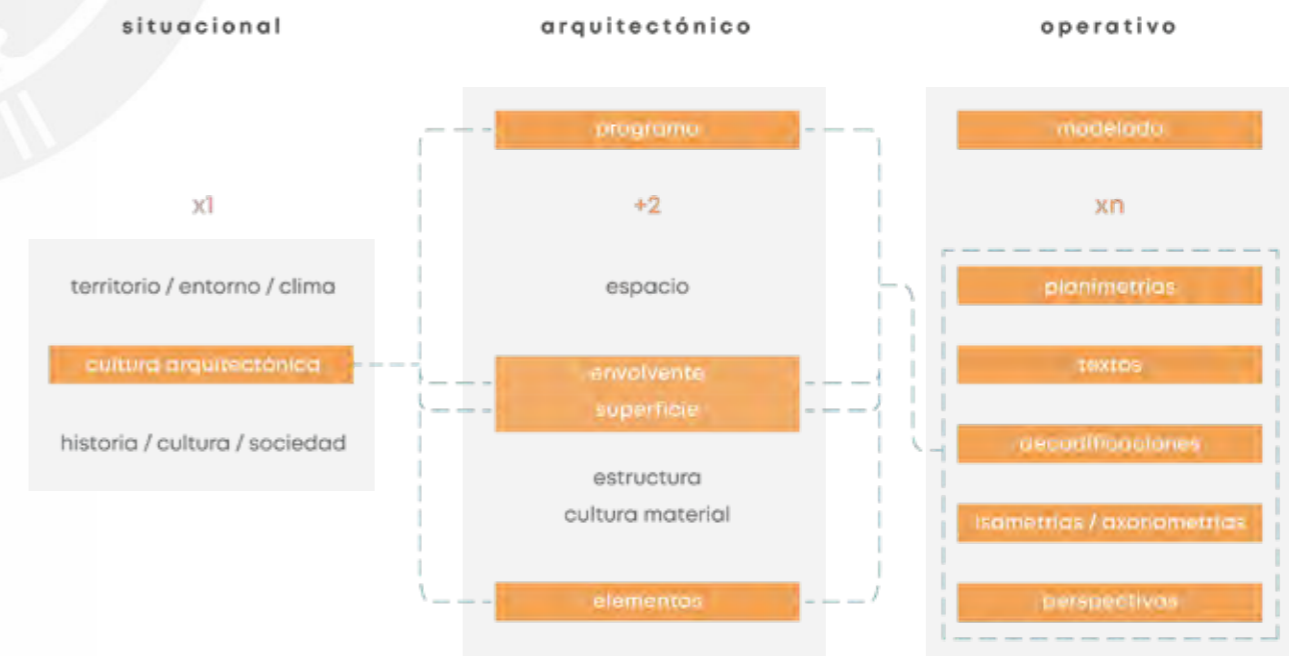 situacional
x1
territorio / entorno / clima
cultura arquitectónica
historia / cultura / sociedad
arquitectónico
programa
+2
espacio
envolvente
superficie
estructura
cultura material
elementos
operativo
modelado
xn
planimetrías
textos
decodificaciones
isometrías / axonometrías
perspectivas